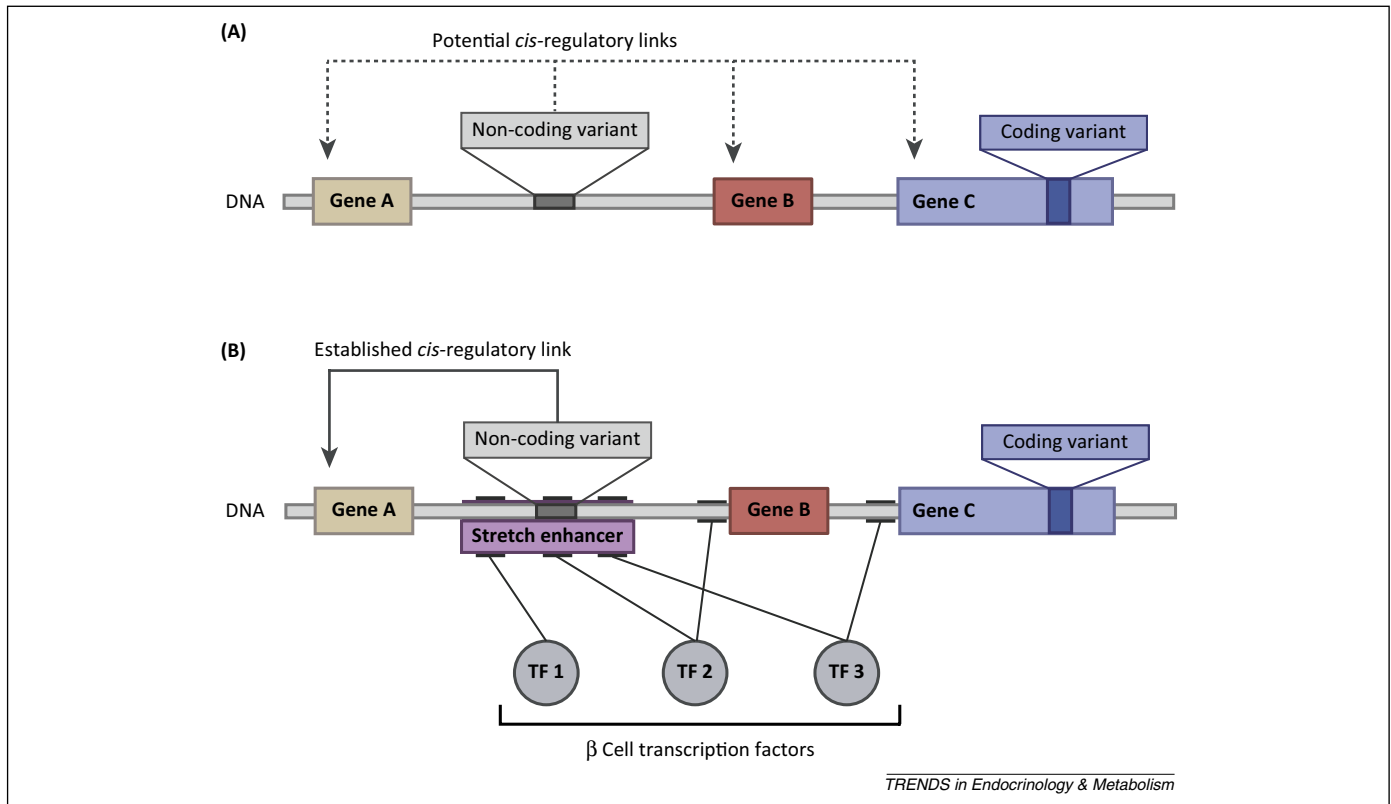 (A)
Potential cis-regulatory links
Non-coding variant
Coding variant
DNA
Gene A
Gene B
Gene C
(B)
Established cis-regulatory link
Non-coding variant
Coding variant
DNA
Gene A
Gene B
Gene C
Stretch enhancer
TF 1
TF 2
TF 3
β Cell transcription factors
TRENDS in Endocrinology & Metabolism